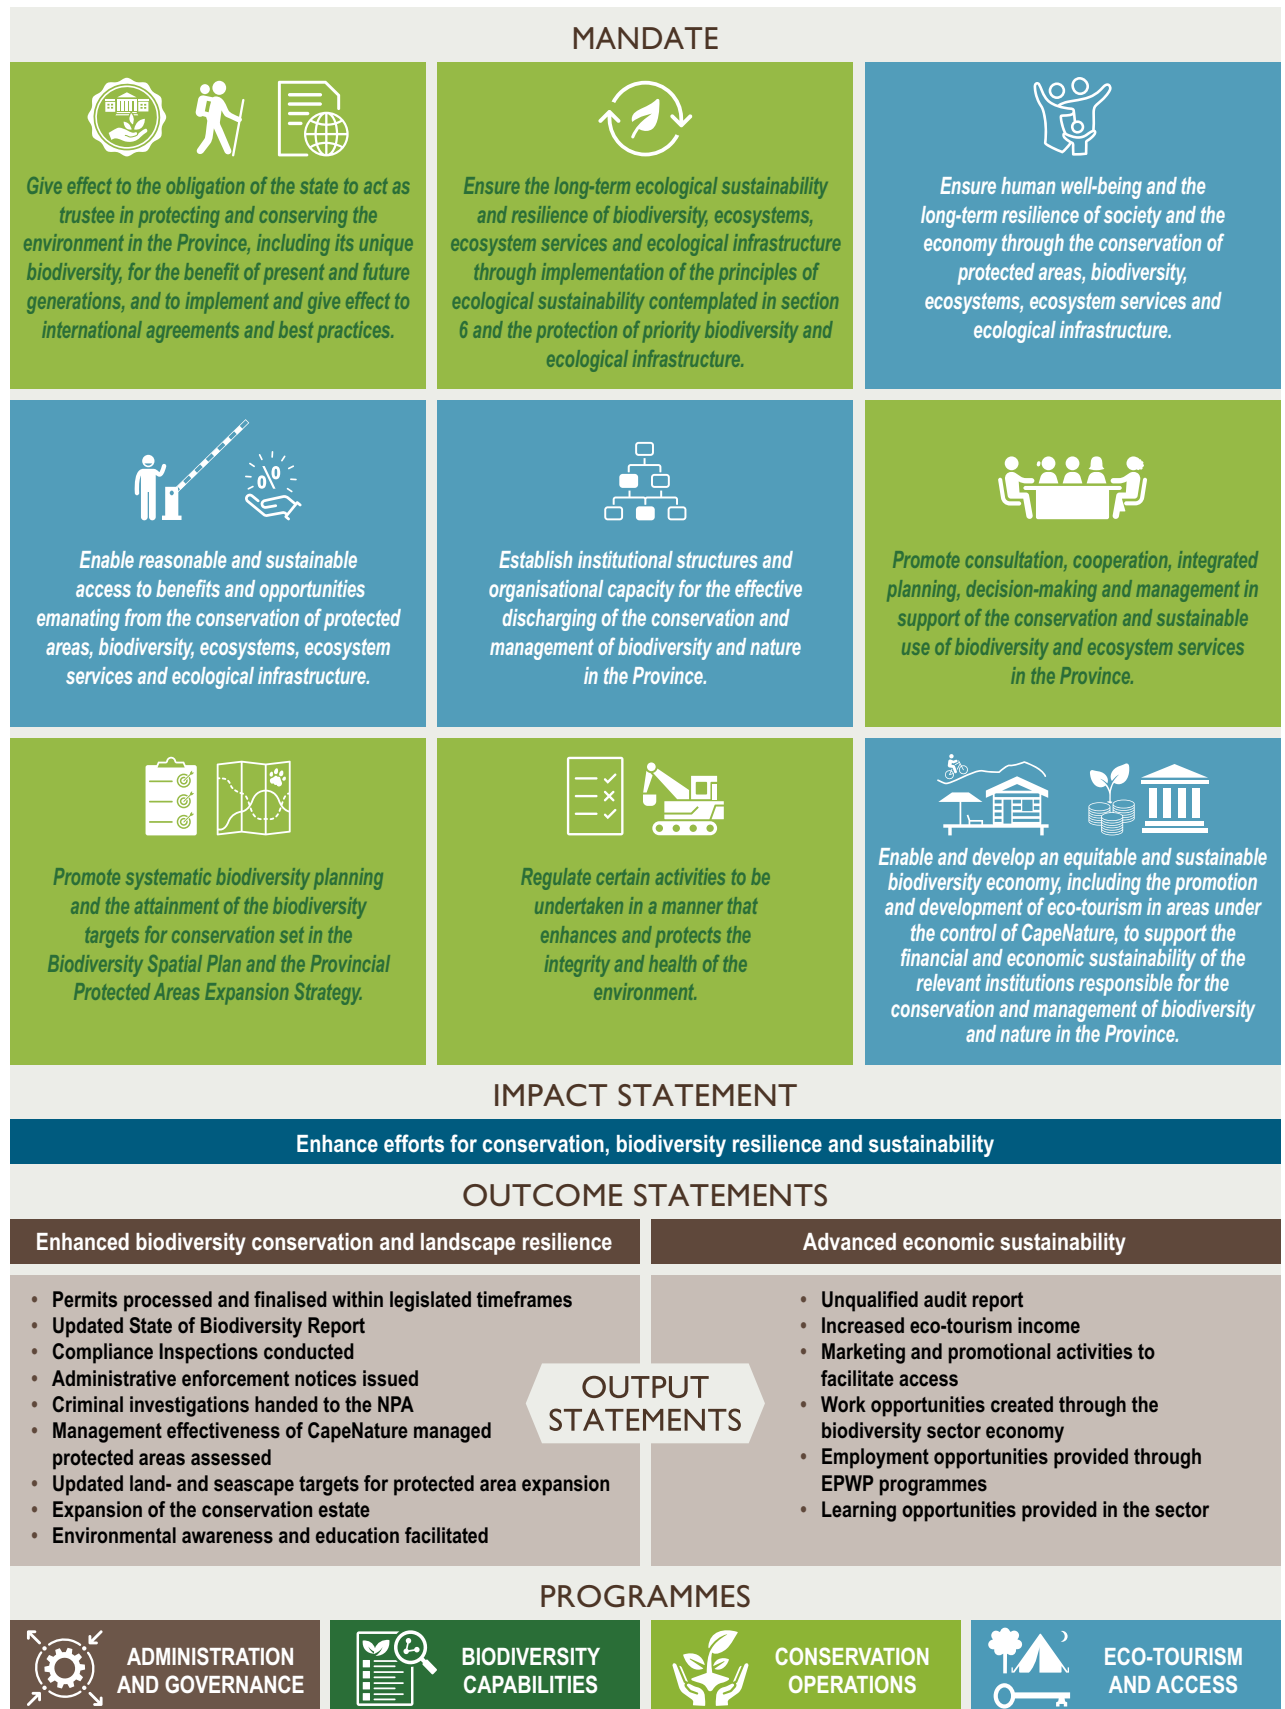 MANDATE
Give effect to the obligation of the state to act as
trustee in protecting and conserving the
environment in the Province, including its unique
biodiversity, for the benefit of present and future
generations, and to implement and give effect to
international agreements and best practices.
Ensure the long-term ecological sustainability
and resilience of biodiversity, ecosystems,
ecosystem services and ecological infrastructure
through implementation of the principles of
ecological sustainability contemplated in section
6 and the protection of priority biodiversity and
ecological infrastructure.
Ensure human well-being and the
long-term resilience of society and the
economy through the conservation of
protected areas, biodiversity,
ecosystems, ecosystem services and
ecological infrastructure.
Enable reasonable and sustainable
access to benefits and opportunities
emanating from the conservation of protected
areas, biodiversity, ecosystems, ecosystem
services and ecological infrastructure.
Establish institutional structures and
organisational capacity for the effective
discharging of the conservation and
management of biodiversity and nature
in the Province.
Promote consultation, cooperation, integrated
planning, decision-making and management in
support of the conservation and sustainable
use of biodiversity and ecosystem services
in the Province.
Promote systematic biodiversity planning
and the attainment of the biodiversity
targets for conservation set in the
Biodiversity Spatial Plan and the Provincial
Protected Areas Expansion Strategy.
Regulate certain activities to be
undertaken in a manner that
enhances and protects the
integrity and health of the
environment.
Enable and develop an equitable and sustainable
biodiversity economy, including the promotion
and development of eco-tourism in areas under
the control of CapeNature, to support the
financial and economic sustainability of the
relevant institutions responsible for the
conservation and management of biodiversity
and nature in the Province.
IMPACT STATEMENT
Enhance efforts for conservation, biodiversity resilience and sustainability
OUTCOME STATEMENTS
Enhanced biodiversity conservation and landscape resilience
Advanced economic sustainability
• Permits processed and finalised within legislated timeframes
• Updated State of Biodiversity Report
• Compliance Inspections conducted
• Administrative enforcement notices issued
• Criminal investigations handed to the NPA
• Management effectiveness of CapeNature managed
protected areas assessed
• Updated land- and seascape targets for protected area expansion
• Expansion of the conservation estate
• Environmental awareness and education facilitated
OUTPUT
STATEMENTS
• Unqualified audit report
• Increased eco-tourism income
• Marketing and promotional activities to
facilitate access
• Work opportunities created through the
biodiversity sector economy
• Employment opportunities provided through
EPWP programmes
• Learning opportunities provided in the sector
PROGRAMMES
ADMINISTRATION
AND GOVERNANCE
BIODIVERSITY
CAPABILITIES
CONSERVATION
OPERATIONS
ECO-TOURISM
AND ACCESS